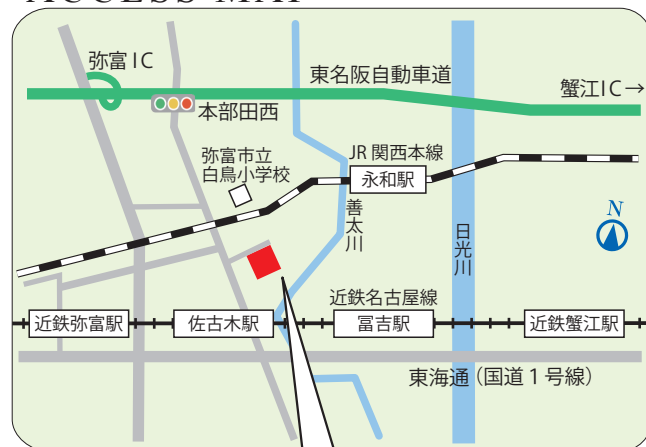 ACCESS MAP
弥富IC
東名阪自動車道
蟹江IC→
本部田西
弥富市立
白鳥小学校
JR関西本線
永和駅
善太川
日光川
N
近鉄名古屋線
近鉄弥富駅
佐古木駅
冨吉駅
近鉄蟹江駅
東海通(国道1号線)